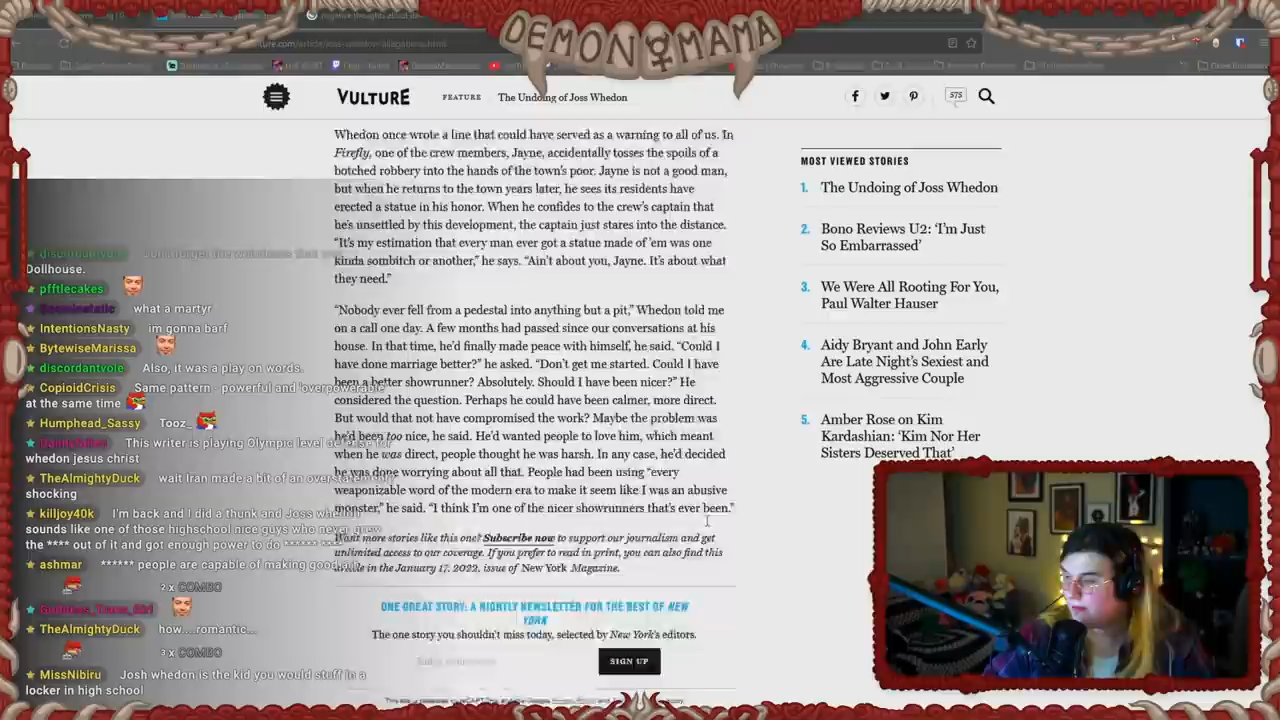 DEMON MAMA
VULTURE
FEATURE
The Undoing of Joss Whedon
575
Whedon once wrote a line that could have served as a warning to all of us. In
Firefly, one of the crew members, Jayne, accidentally tosses the spoils of a
botched robbery into the hands of the town's poor. Jayne is not a good man,
but when he returns to the town years later, he sees its residents have
erected a statue in his honor. When he confides to the crew's captain that
he's unsettled by this development, the captain just stares into the distance.
“It's my estimation that every man ever got a statue made of 'em was one
kinda sombitch or another,” he says. “Ain't about you, Jayne. It's about what
they need.”
“Nobody ever fell from a pedestal into anything but a pit,” Whedon told me
on a call one day. A few months had passed since our conversations at his
house. In that time, he'd finally made peace with himself, he said. “Could I
have done marriage better?” he asked. “Don't get me started. Could I have
been a better showrunner? Absolutely. Should I have been nicer?” He
considered the question. Perhaps he could have been calmer, more direct.
But would that not have compromised the work? Maybe the problem was
he'd been too nice, he said. He'd wanted people to love him, which meant
when he was direct, people thought he was harsh. In any case, he'd decided
he was done worrying about all that. People had been using “every
weaponizable word of the modern era to make it seem like I was an abusive
monster,” he said. “I think I'm one of the nicer showrunners that's ever been.”
Want more stories like this one? Subscribe now to support our journalism and get
unlimited access to our coverage. If you prefer to read in print, you can also find this
article in the January 17, 2022, issue of New York Magazine.
ONE GREAT STORY: A NIGHTLY NEWSLETTER FOR THE BEST OF NEW
YORK
The one story you shouldn't miss today, selected by New York's editors.
SIGN UP
MOST VIEWED STORIES
1. The Undoing of Joss Whedon
2. Bono Reviews U2: ‘I'm Just
So Embarrassed’
3. We Were All Rooting For You,
Paul Walter Hauser
4. Aidy Bryant and John Early
Are Late Night's Sexiest and
Most Aggressive Couple
5. Amber Rose on Kim
Kardashian: ‘Kim Nor Her
Sisters Deserved That’
Dollhouse.
pfftlecakes
what a martyr
IntentionsNasty im gonna barf
BytewiseMarissa
discordantvole Also, it was a play on words.
CopioidCrisis Same pattern - powerful and overpowerable
at the same time
Humphead_Sassy Tooz_
This writer is playing Olympic level defense for
whedon jesus christ
TheAlmightyDuck wait Iran made a bit of an overstatement
shocking
killjoy40k I'm back and I did a thunk and Joss whedon
sounds like one of those highschool nice guys who never grew
the **** out of it and got enough power to do ****** ****
ashmar ****** people are capable of making good
2 x COMBO
Goddess_Trans_Girl
TheAlmightyDuck how....romantic...
3 x COMBO
MissNibiru Josh whedon is the kid you would stuff in a
locker in high school